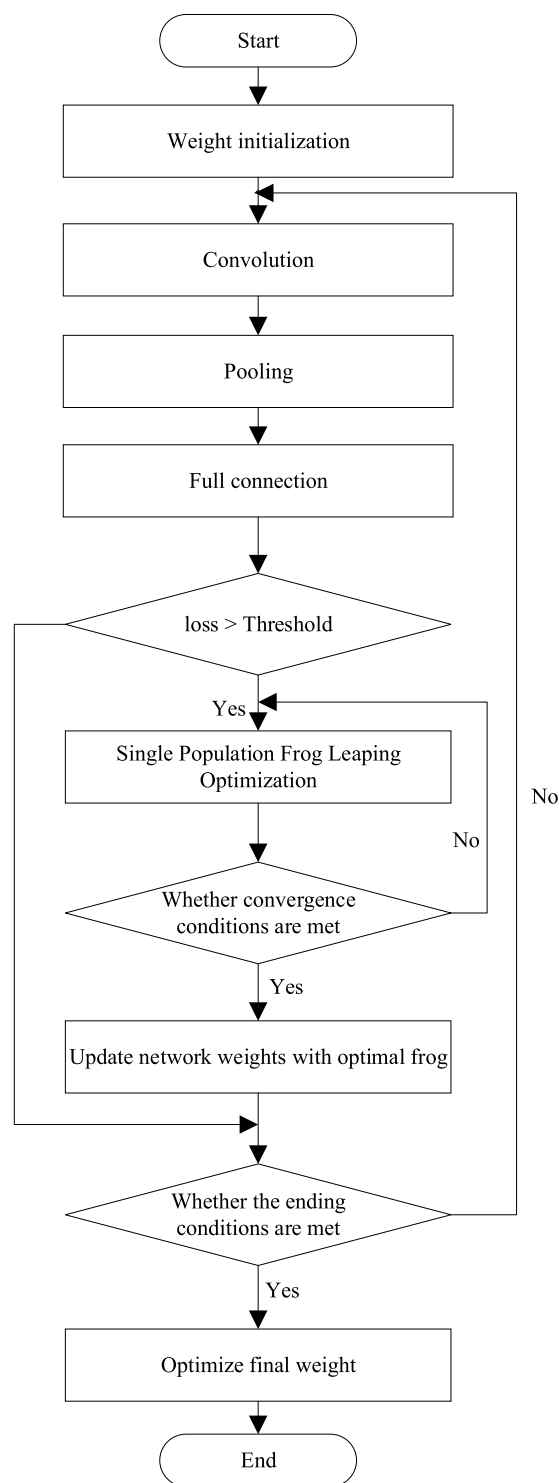 Start
Weight initialization
Convolution
Pooling
Full connection
loss > Threshold
Yes
Single Population Frog Leaping
Optimization
No
No
Whether convergence
conditions are met
Yes
Update network weights with optimal frog
Whether the ending
conditions are met
Yes
Optimize final weight
End